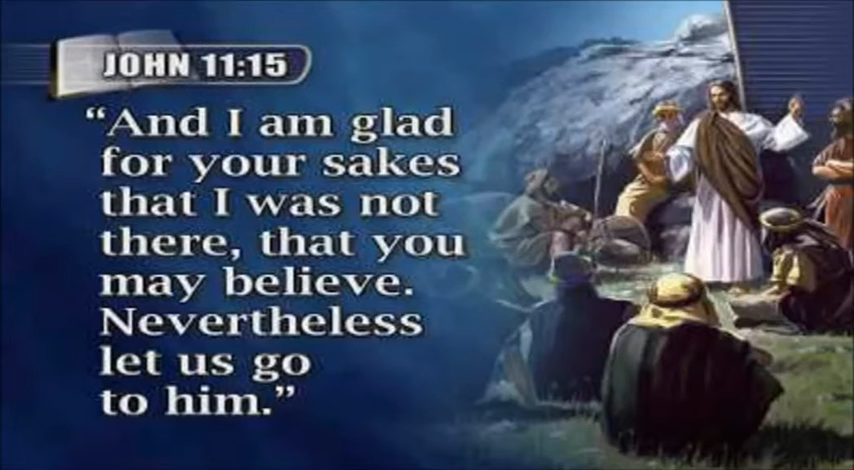 JOHN 11:15
“And I am glad
for your sakes
that I was not
there, that you
may believe.
Nevertheless
let us go
to him.”